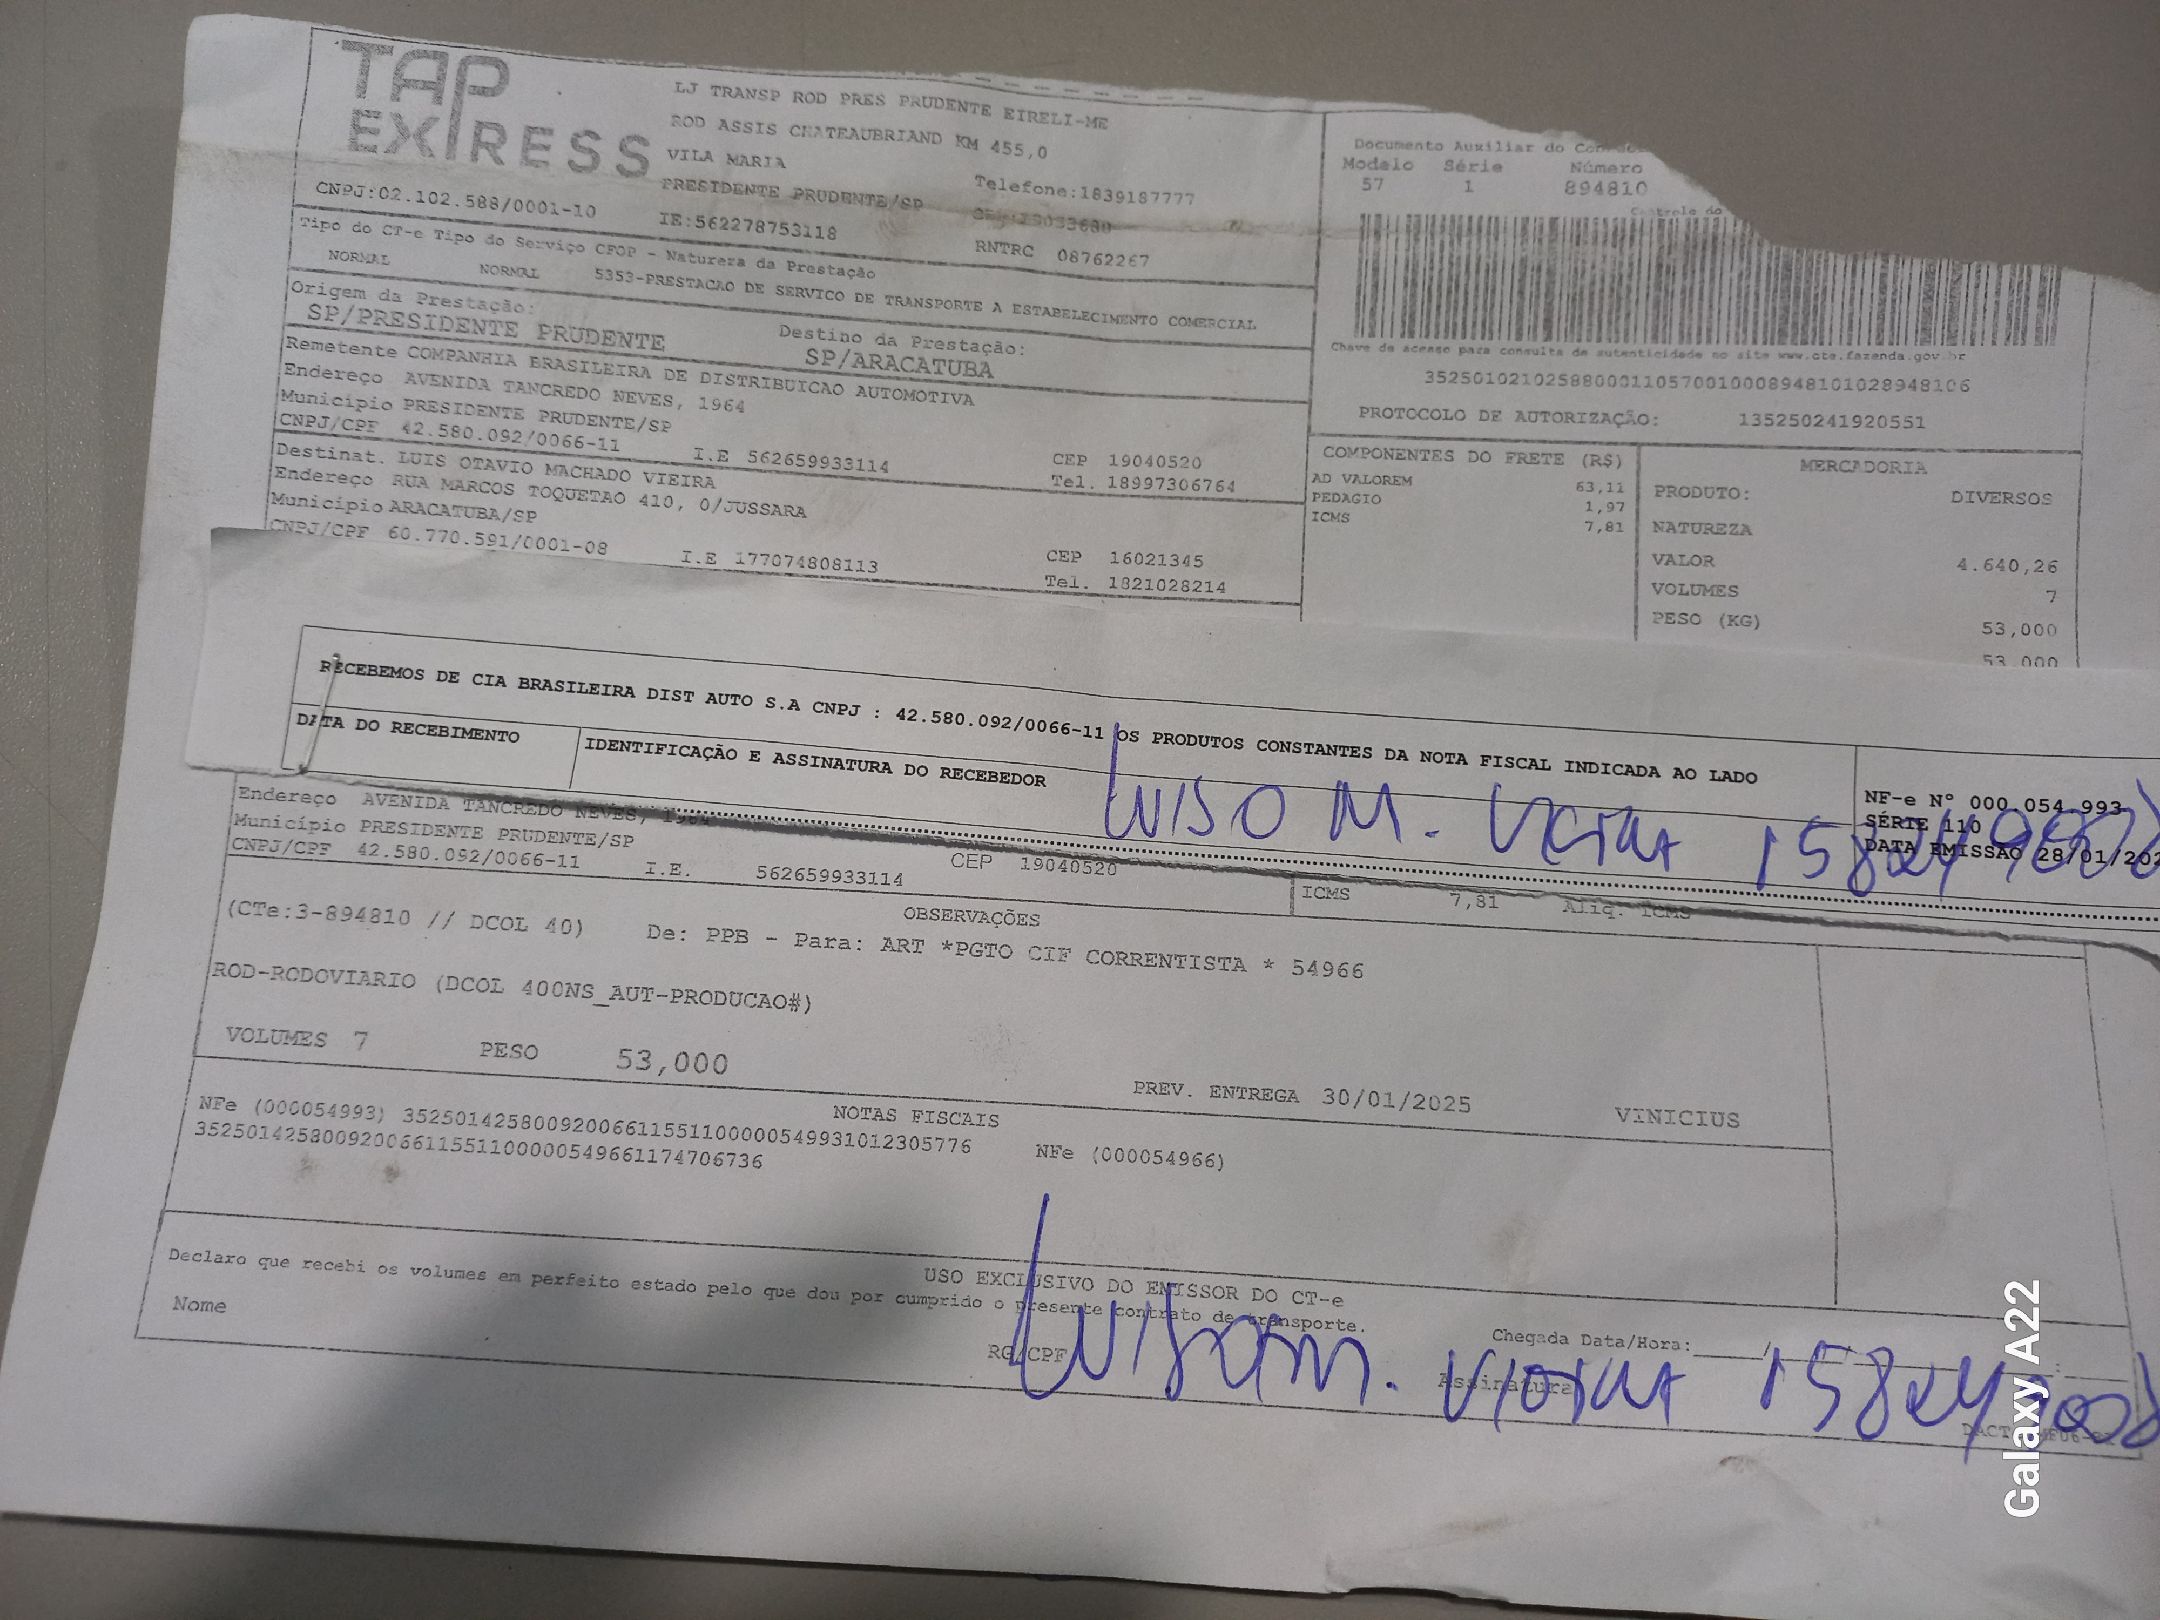 TAP EXPRESS
LJ TRANSP ROD PRES PRUDENTE EIRELI-ME
ROD ASSIS CHATEAUBRIAND KM 455,0
VILA MARIA
Telefone:1839187777
PRESIDENTE PRUDENTE/SP
CNPJ:02.102.588/0001-10
IE:562278753118
RNTRC 08762267
Documento Auxiliar do
Modelo Série Número
57 1 894810
Controle do
Tipo do CT-e Tipo do Serviço CFOP - Natureza da Prestação
NORMAL NORMAL 5353-PRESTACAO DE SERVICO DE TRANSPORTE A ESTABELECIMENTO COMERCIAL
Origem da Prestação:
SP/PRESIDENTE PRUDENTE
Destino da Prestação:
SP/ARACATUBA
Chave de acesso para consulta de autenticidade no site www.cte.fazenda.gov.br
PROTOCOLO DE AUTORIZAÇÃO: 135250241920551
Remetente COMPANHIA BRASILEIRA DE DISTRIBUICAO AUTOMOTIVA
Endereço AVENIDA TANCREDO NEVES, 1964
Município PRESIDENTE PRUDENTE/SP
CEP 19040520
CNPJ/CPF 42.580.092/0066-11 I.E 562659933114
Tel. 18997306764
Destinat. LUIS OTAVIO MACHADO VIEIRA
Endereço RUA MARCOS TOQUETAO 410, 0/JUSSARA
Município ARACATUBA/SP
CEP 16021345
CNPJ/CPF 60.770.591/0001-08 I.E 177074808113
Tel. 1821028214
COMPONENTES DO FRETE (R$)
AD VALOREM 63,11
PEDAGIO 1,97
ICMS 7,81
MERCADORIA
PRODUTO: DIVERSOS
NATUREZA
VALOR 4.640,26
VOLUMES 7
PESO (KG) 53,000
53,000
RECEBEMOS DE CIA BRASILEIRA DIST AUTO S.A CNPJ : 42.580.092/0066-11 OS PRODUTOS CONSTANTES DA NOTA FISCAL INDICADA AO LADO
DATA DO RECEBIMENTO
IDENTIFICAÇÃO E ASSINATURA DO RECEBEDOR
NF-e Nº 000.054.993
SÉRIE 110
DATA EMISSÃO 28/01/202
Endereço AVENIDA TANCREDO NEVES, 1964
Município PRESIDENTE PRUDENTE/SP
CEP 19040520
CNPJ/CPF 42.580.092/0066-11 I.E. 562659933114
ICMS 7,81 Aliq. ICMS
OBSERVAÇÕES
(CTe:3-894810 // DCOL 40) De: PPB - Para: ART *PGTO CIF CORRENTISTA * 54966
ROD-RODOVIARIO (DCOL 400NS_AUT-PRODUCAO#)
VOLUMES 7 PESO 53,000
PREV. ENTREGA 30/01/2025 VINICIUS
NOTAS FISCAIS
NFe (000054993) 35250142580092006611551100000549931012305776 NFe (000054966)
35250142580092006611551100000549661174706736
USO EXCLUSIVO DO EMISSOR DO CT-e
Declaro que recebi os volumes em perfeito estado pelo que dou por cumprido o presente contrato de transporte.
Nome
RG/CPF
Chegada Data/Hora:
Assinatura
Galaxy A22